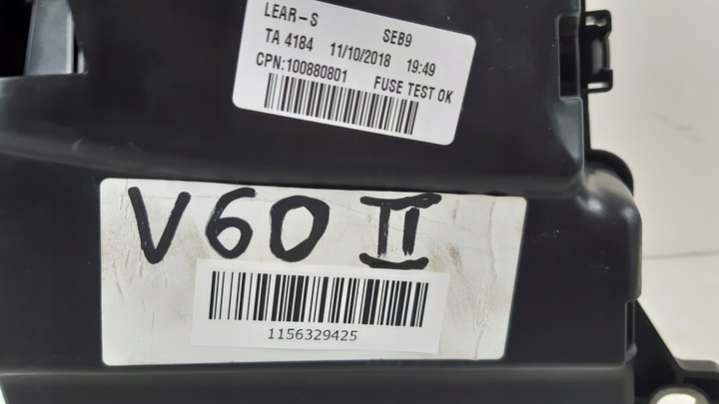 LEAR-S SEB9
TA 4184 11/10/2018 19:49
CPN:100880801 FUSE TEST OK
V60 II
1156329425